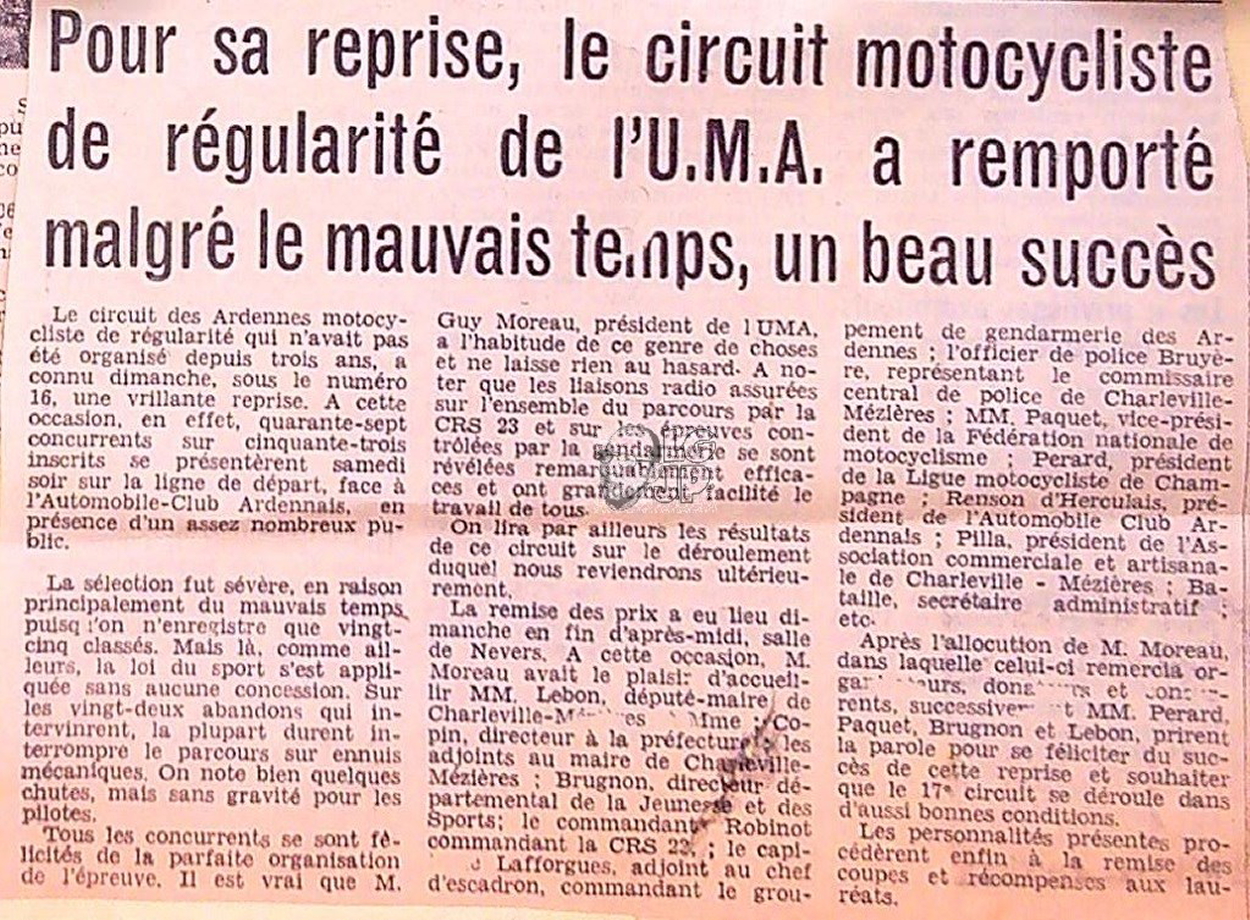 Pour sa reprise, le circuit motocycliste
de régularité de l'U.M.A. a remporté
malgré le mauvais temps, un beau succès
Le circuit des Ardennes motocy-
cliste de régularité qui n'avait pas
été organisé depuis trois ans, a
connu dimanche, sous le numéro
16, une vrillante reprise. A cette
occasion, en effet, quarante-sept
concurrents sur cinquante-trois
inscrits se présentèrent samedi
soir sur la ligne de départ, face à
l'Automobile-Club Ardennais, en
présence d'un assez nombreux pu-
blic.
La sélection fut sévère, en raison
principalement du mauvais temps
puisq l'on n'enregistre que vingt-
cinq classés. Mais là, comme ail-
leurs, la loi du sport s'est appli-
quée sans aucune concession. Sur
les vingt-deux abandons qui in-
tervinrent, la plupart durent in-
terrompre le parcours sur ennuis
mécaniques. On note bien quelques
chutes, mais sans gravité pour les
pilotes.
Tous les concurrents se sont fé-
licités de la parfaite organisation
de l'épreuve. Il est vrai que M.
Guy Moreau, président de l'UMA,
a l'habitude de ce genre de choses
et ne laisse rien au hasard. A no-
ter que les liaisons radio assurées
sur l'ensemble du parcours par la
CRS 23 et sur les épreuves con-
trôlées par la gendarmerie se sont
révélées remarquablement effica-
ces et ont grandement facilité le
travail de tous.
On lira par ailleurs les résultats
de ce circuit sur le déroulement
duquel nous reviendrons ultérieu-
rement.
La remise des prix a eu lieu di-
manche en fin d'après-midi, salle
de Nevers. A cette occasion, M.
Moreau avait le plaisir d'accueil-
lir MM. Lebon, député-maire de
Charleville- Mme ; Co-
pin, directeur à la préfecture ; les
adjoints au maire de Charleville-
Mézières ; Brugnon, directeur dé-
partemental de la Jeunesse et des
Sports; le commandant Robinot
commandant la CRS 23, ; le capi-
Lafforgues, adjoint au chef
d'escadron, commandant le grou-
pement de gendarmerie des Ar-
dennes ; l'officier de police Bruyè-
re, représentant le commissaire
central de police de Charleville-
Mézières ; MM. Paquet, vice-prési-
dent de la Fédération nationale de
motocyclisme ; Perard, président
de la Ligue motocycliste de Cham-
pagne ; Renson d'Herculais, pré-
sident de l'Automobile Club Ar-
dennais ; Pilla, président de l'As-
sociation commerciale et artisana-
le de Charleville - Mézières ; Ba-
taille, secrétaire administratif ;
etc.
Après l'allocution de M. Moreau,
dans laquelle celui-ci remercia or-
et
rents, MM. Perard,
Paquet, Brugnon et Lebon, prirent
la parole pour se féliciter du suc-
cès de cette reprise et souhaiter
que le 17e circuit se déroule dans
d'aussi bonnes conditions.
Les personnalités présentes pro-
cédèrent enfin à la remise des
coupes et récompenses aux lau-
réats.